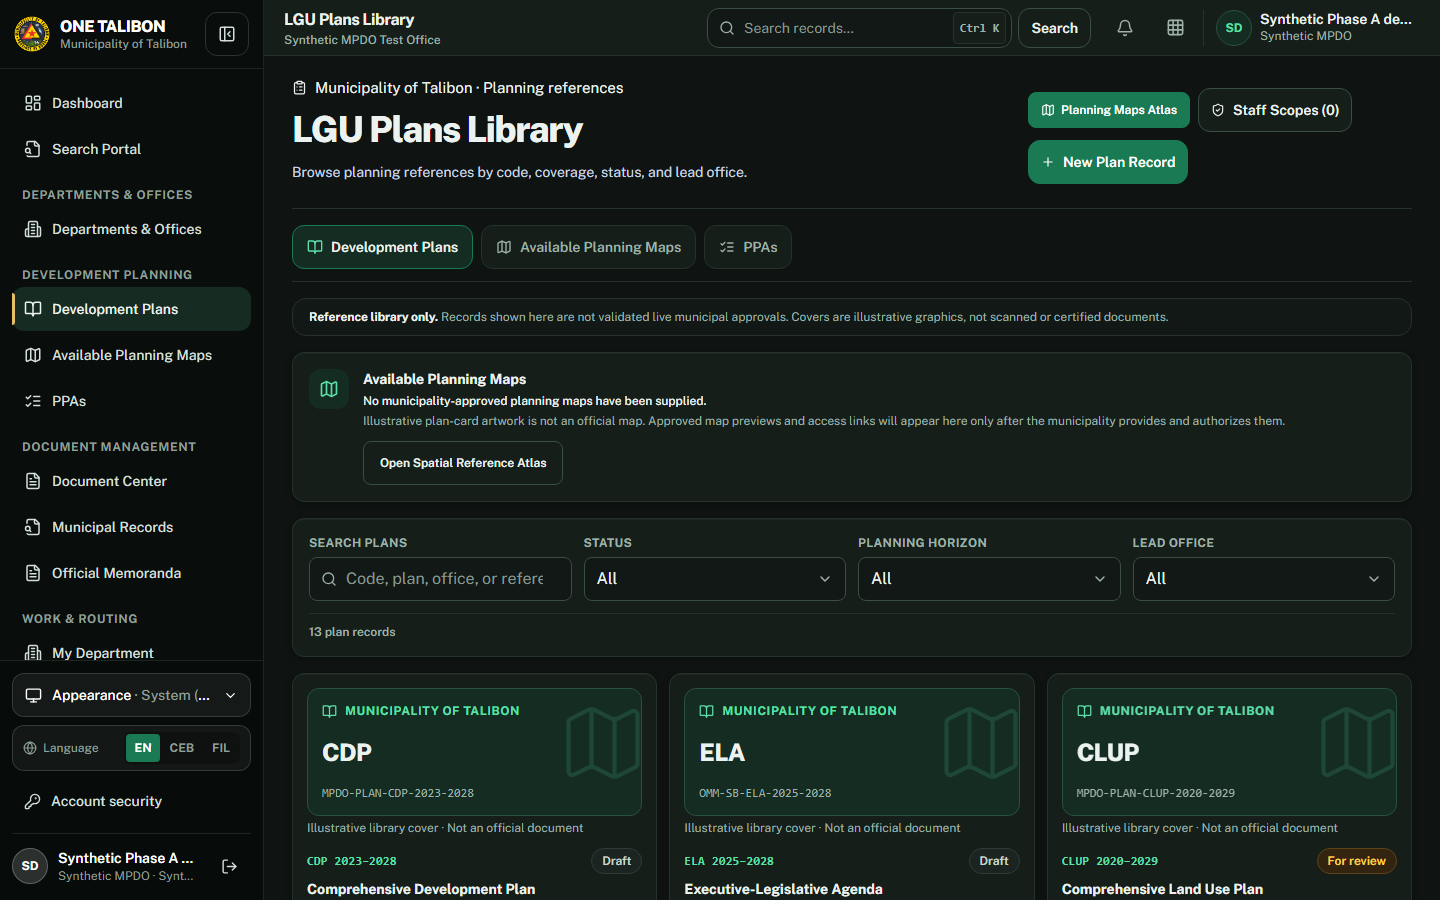 ONE TALIBON
Municipality of Talibon
LGU Plans Library
Synthetic MPDO Test Office
Search records...
Ctrl K
Search
SD
Synthetic Phase A de...
Synthetic MPDO
Dashboard
Search Portal
DEPARTMENTS & OFFICES
Departments & Offices
DEVELOPMENT PLANNING
Development Plans
Available Planning Maps
PPAs
DOCUMENT MANAGEMENT
Document Center
Municipal Records
Official Memoranda
WORK & ROUTING
My Department
Appearance · System (...
Language
EN
CEB
FIL
Account security
SD
Synthetic Phase A ...
Synthetic MPDO · Synt...
Municipality of Talibon · Planning references
LGU Plans Library
Browse planning references by code, coverage, status, and lead office.
Planning Maps Atlas
Staff Scopes (0)
New Plan Record
Development Plans
Available Planning Maps
PPAs
Reference library only. Records shown here are not validated live municipal approvals. Covers are illustrative graphics, not scanned or certified documents.
Available Planning Maps
No municipality-approved planning maps have been supplied.
Illustrative plan-card artwork is not an official map. Approved map previews and access links will appear here only after the municipality provides and authorizes them.
Open Spatial Reference Atlas
SEARCH PLANS
Code, plan, office, or refere
STATUS
All
PLANNING HORIZON
All
LEAD OFFICE
All
13 plan records
MUNICIPALITY OF TALIBON
CDP
MPDO-PLAN-CDP-2023-2028
Illustrative library cover · Not an official document
CDP 2023–2028
Draft
Comprehensive Development Plan
MUNICIPALITY OF TALIBON
ELA
OMM-SB-ELA-2025-2028
Illustrative library cover · Not an official document
ELA 2025–2028
Draft
Executive-Legislative Agenda
MUNICIPALITY OF TALIBON
CLUP
MPDO-PLAN-CLUP-2020-2029
Illustrative library cover · Not an official document
CLUP 2020–2029
For review
Comprehensive Land Use Plan